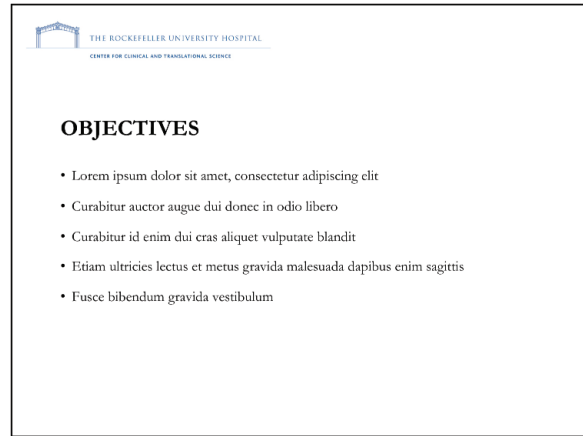 THE ROCKEFELLER UNIVERSITY HOSPITAL
CENTER FOR CLINICAL AND TRANSLATIONAL SCIENCE
OBJECTIVES
• Lorem ipsum dolor sit amet, consectetur adipiscing elit
• Curabitur auctor augue dui donec in odio libero
• Curabitur id enim dui cras aliquet vulputate blandit
• Etiam ultricies lectus et metus gravida malesuada dapibus enim sagittis
• Fusce bibendum gravida vestibulum